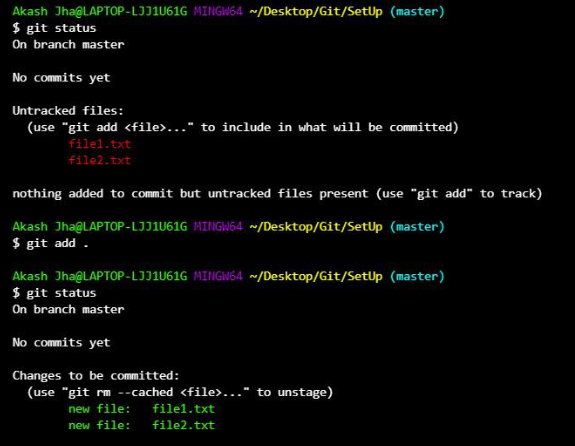 Akash Jha@LAPTOP-LJJ1U61G MINGW64 ~/Desktop/Git/SetUp (master)
$ git status
On branch master
No commits yet
Untracked files:
(use "git add <file>..." to include in what will be committed)
file1.txt
file2.txt
nothing added to commit but untracked files present (use "git add" to track)
Akash Jha@LAPTOP-LJJ1U61G MINGW64 ~/Desktop/Git/SetUp (master)
$ git add .
Akash Jha@LAPTOP-LJJ1U61G MINGW64 ~/Desktop/Git/SetUp (master)
$ git status
On branch master
No commits yet
Changes to be committed:
(use "git rm --cached <file>..." to unstage)
new file:   file1.txt
new file:   file2.txt